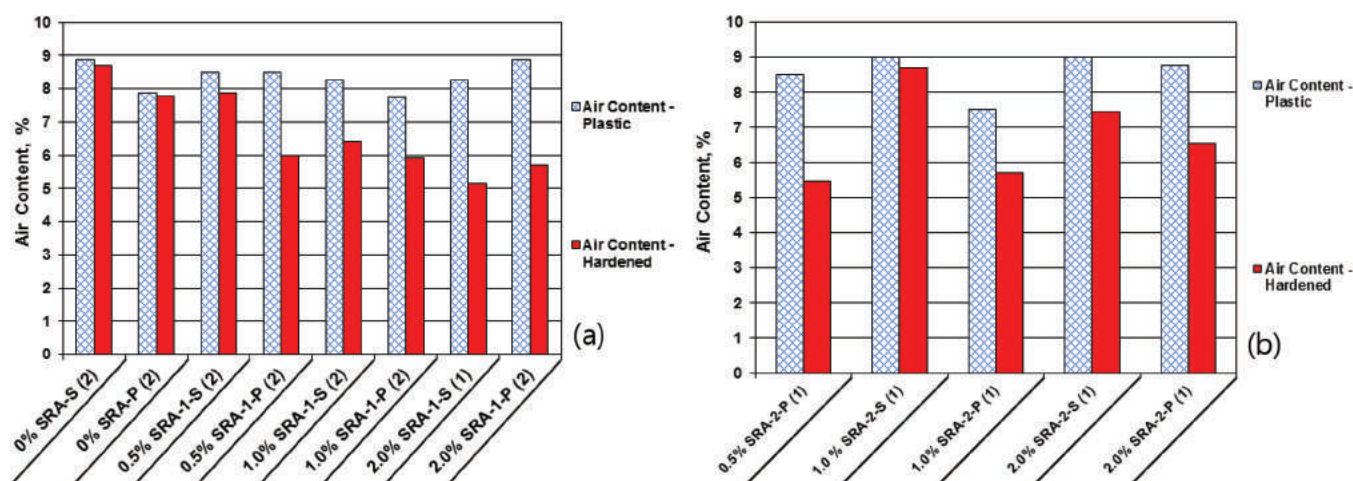 10
9
8
7
6
5
4
3
2
1
0
Air Content, %
0% SRA-S (2)
0% SRA-P (2)
0.5% SRA-1-S (2)
0.5% SRA-1-P (2)
1.0% SRA-1-S (2)
1.0% SRA-1-P (2)
2.0% SRA-1-S (1)
2.0% SRA-1-P (2)
Air Content -
Plastic
Air Content -
Hardened
(a)
10
9
8
7
6
5
4
3
2
1
0
Air Content, %
0.5% SRA-2-P (1)
1.0 % SRA-2-S (1)
1.0% SRA-2-P (1)
2.0% SRA-2-S (1)
2.0% SRA-2-P (1)
Air Content -
Plastic
Air Content -
Hardened
(b)